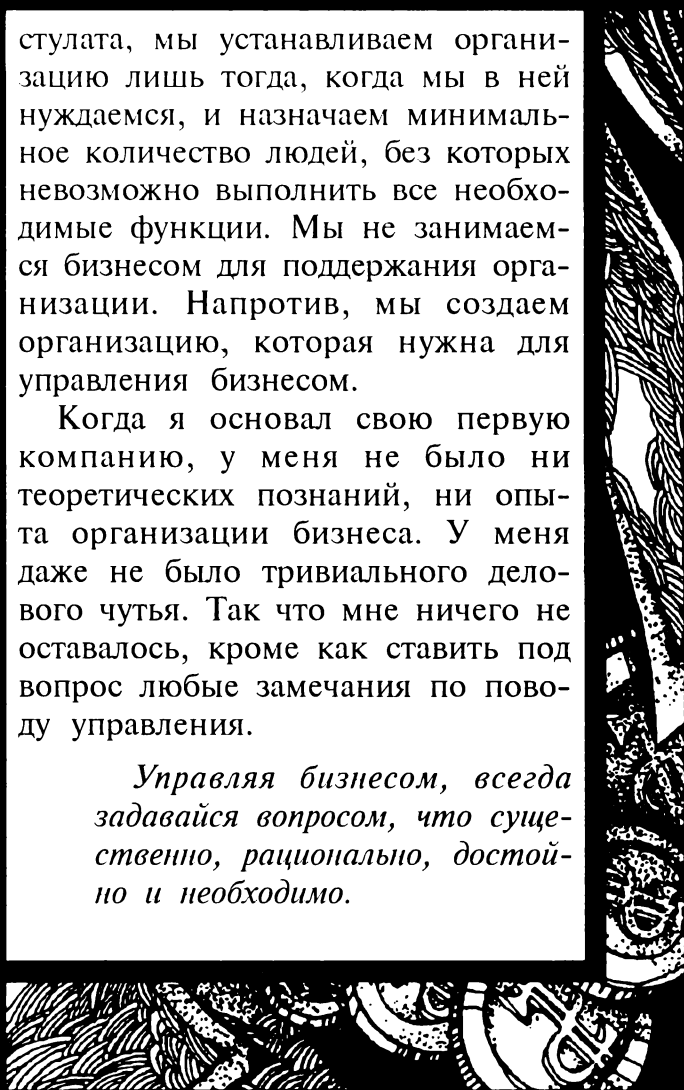 стулата, мы устанавливаем органи-
зацию лишь тогда, когда мы в ней
нуждаемся, и назначаем минималь-
ное количество людей, без которых
невозможно выполнить все необхо-
димые функции. Мы не занимаем-
ся бизнесом для поддержания орга-
низации. Напротив, мы создаем
организацию, которая нужна для
управления бизнесом.
Когда я основал свою первую
компанию, у меня не было ни
теоретических познаний, ни опы-
та организации бизнеса. У меня
даже не было тривиального дело-
вого чутья. Так что мне ничего не
оставалось, кроме как ставить под
вопрос любые замечания по пово-
ду управления.
Управляя бизнесом, всегда
задавайся вопросом, что суще-
ственно, рационально, достой-
но и необходимо.